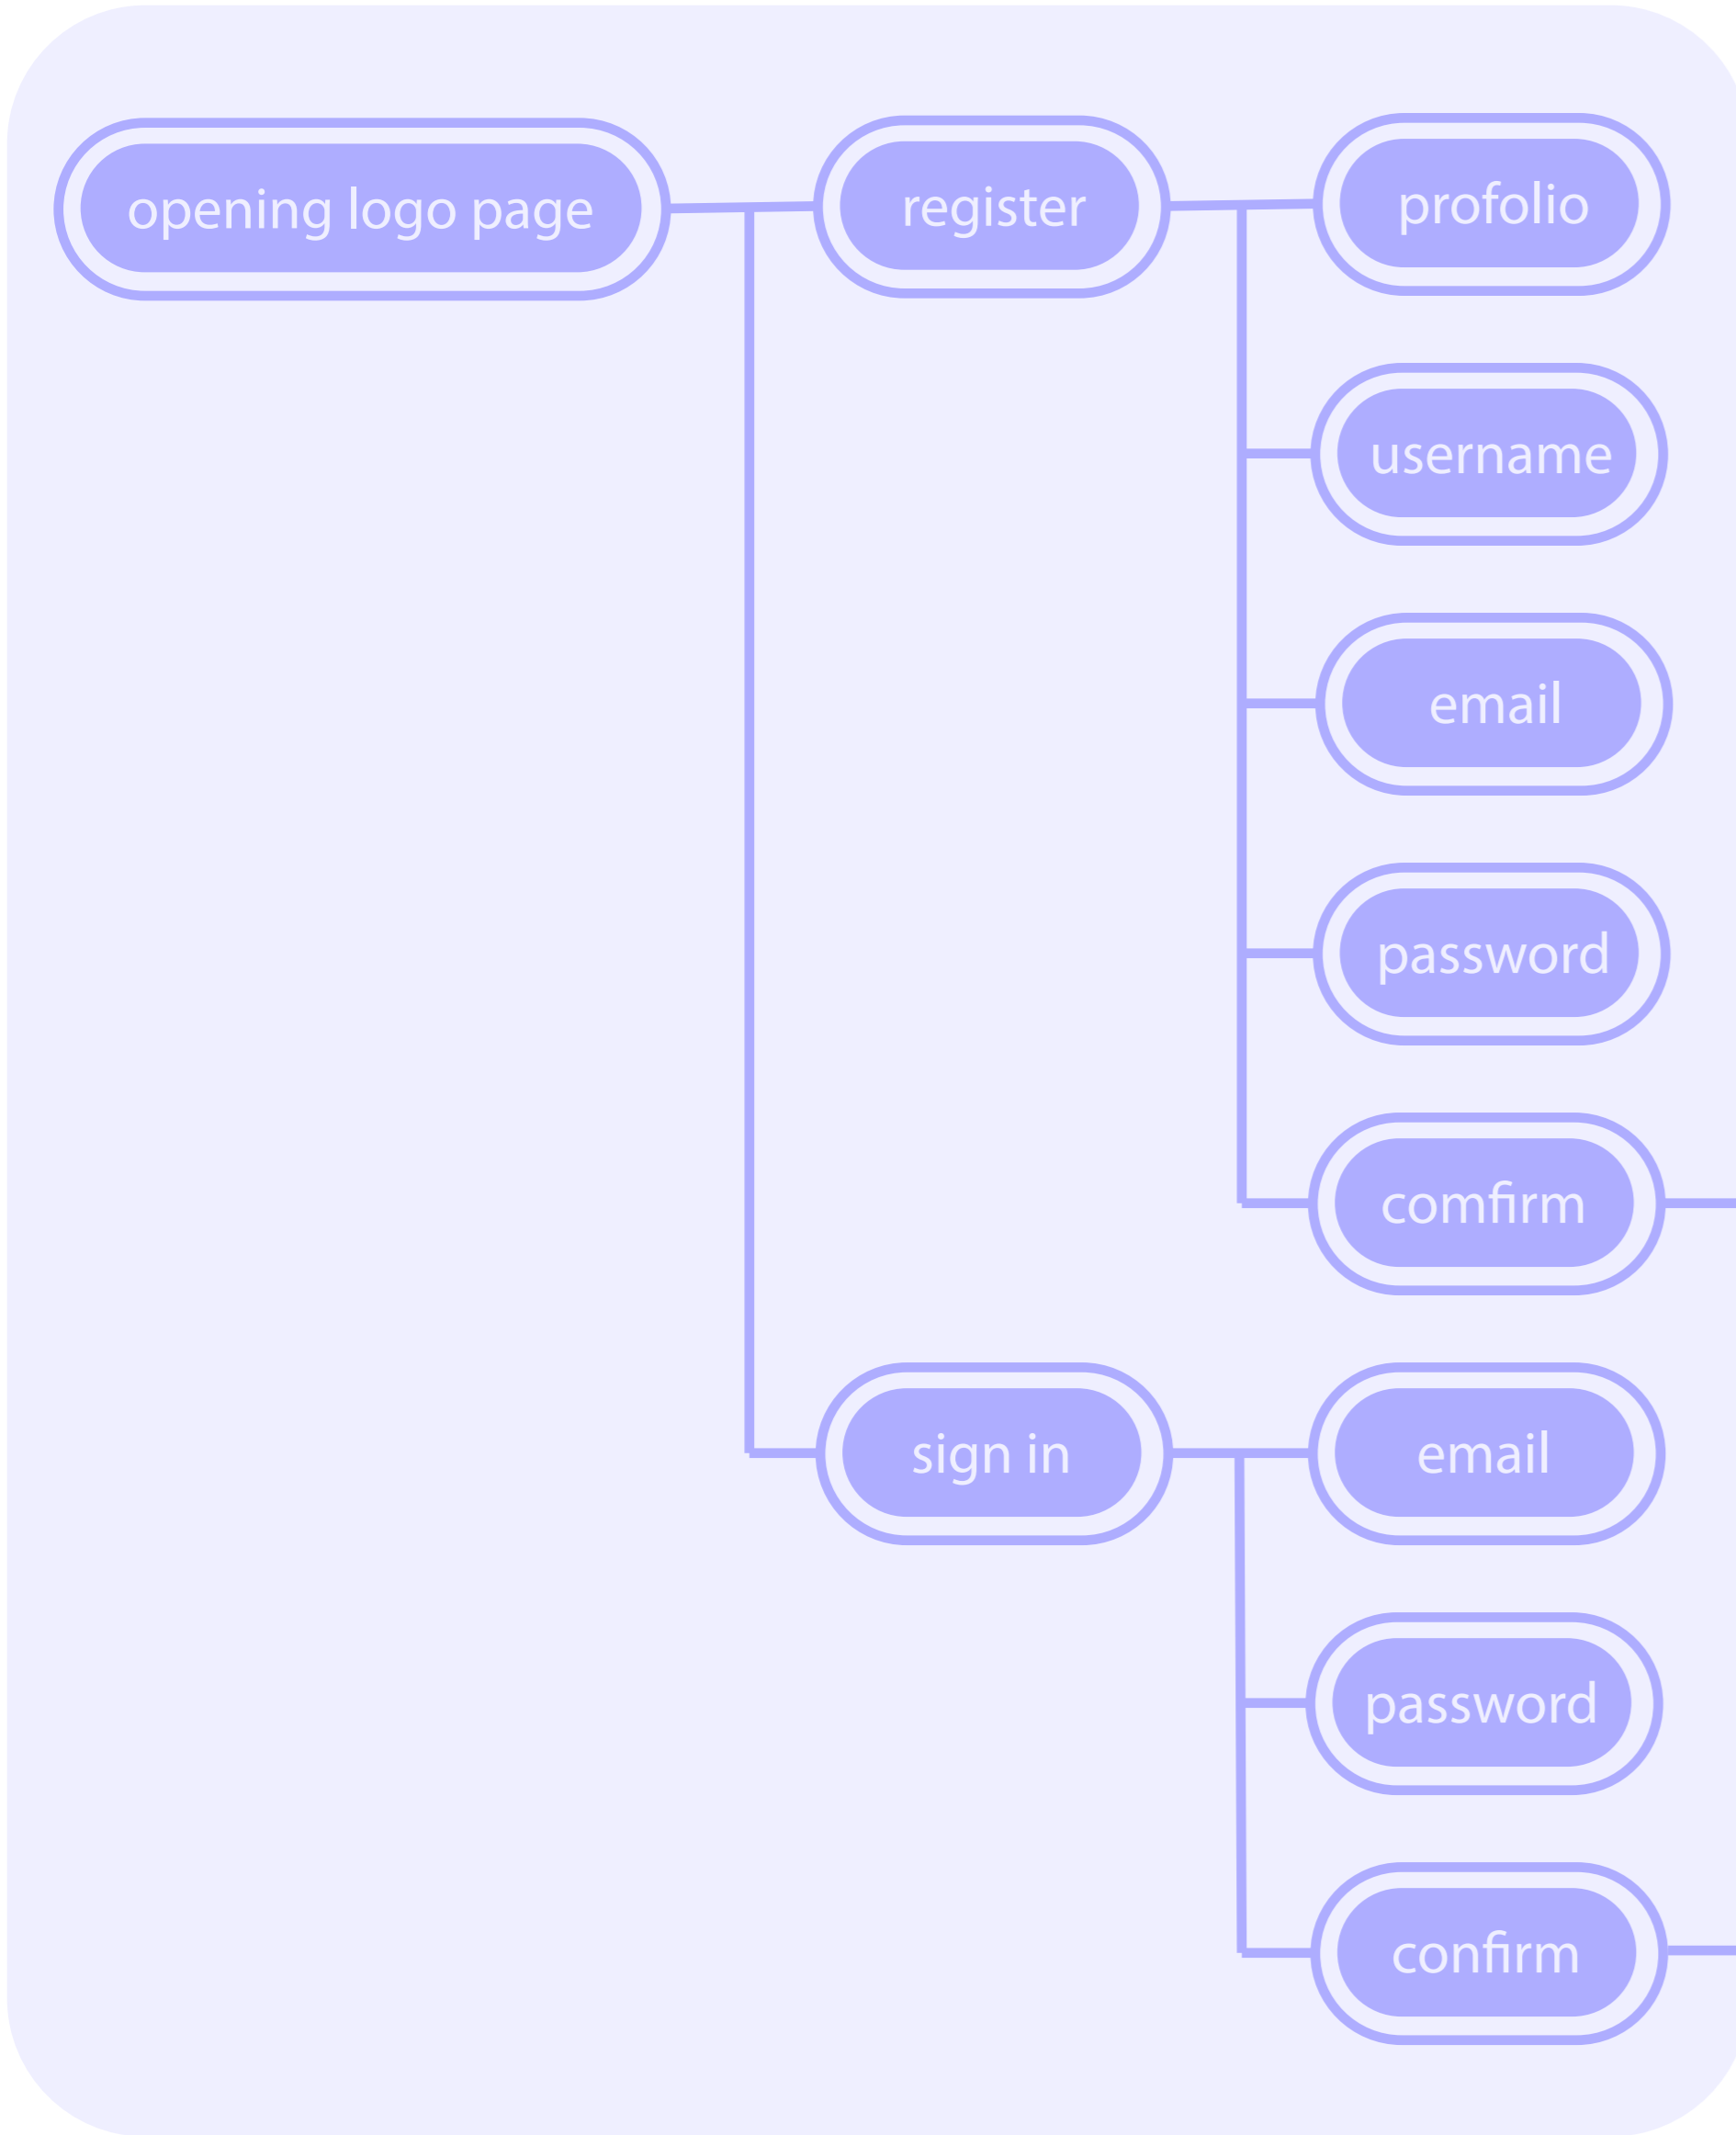 opening logo page
register
profolio
username
email
password
comfirm
sign in
email
password
confirm